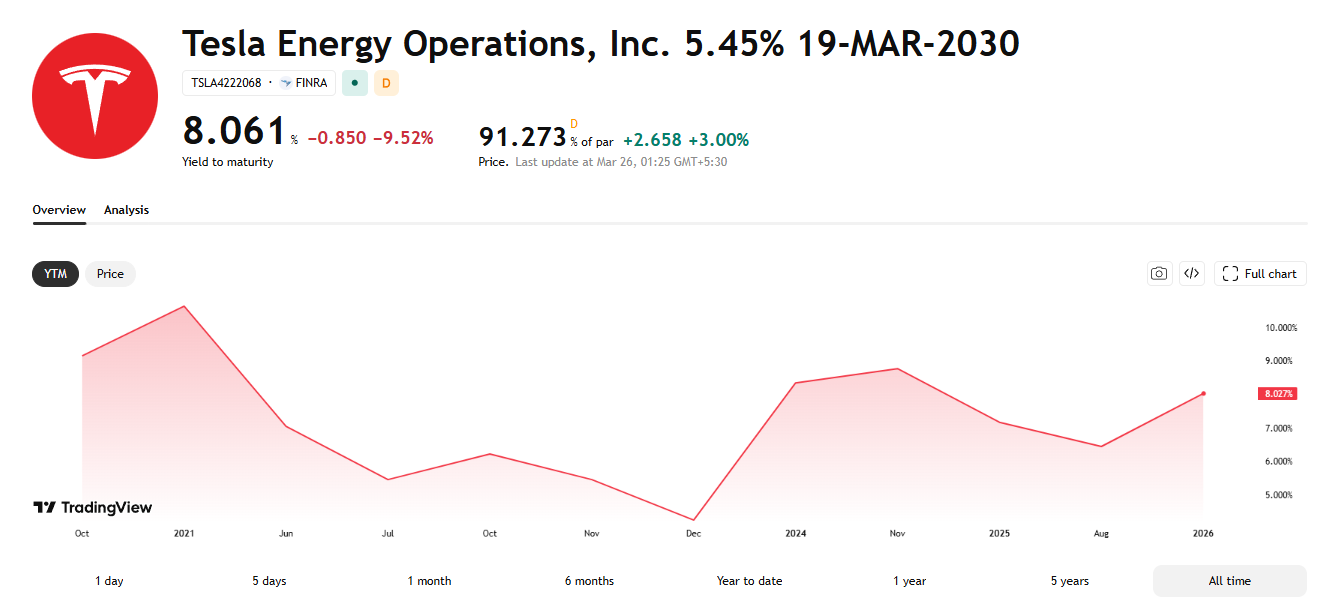 Tesla Energy Operations, Inc. 5.45% 19-MAR-2030
TSLA4222068 · FINRA D
8.061 % −0.850 −9.52%
Yield to maturity
91.273 D % of par +2.658 +3.00%
Price. Last update at Mar 26, 01:25 GMT+5:30
Overview Analysis
YTM Price
</> Full chart
10.000%
9.000%
8.027%
7.000%
6.000%
5.000%
TradingView
Oct 2021 Jun Jul Oct Nov Dec 2024 Nov 2025 Aug 2026
1 day 5 days 1 month 6 months Year to date 1 year 5 years All time